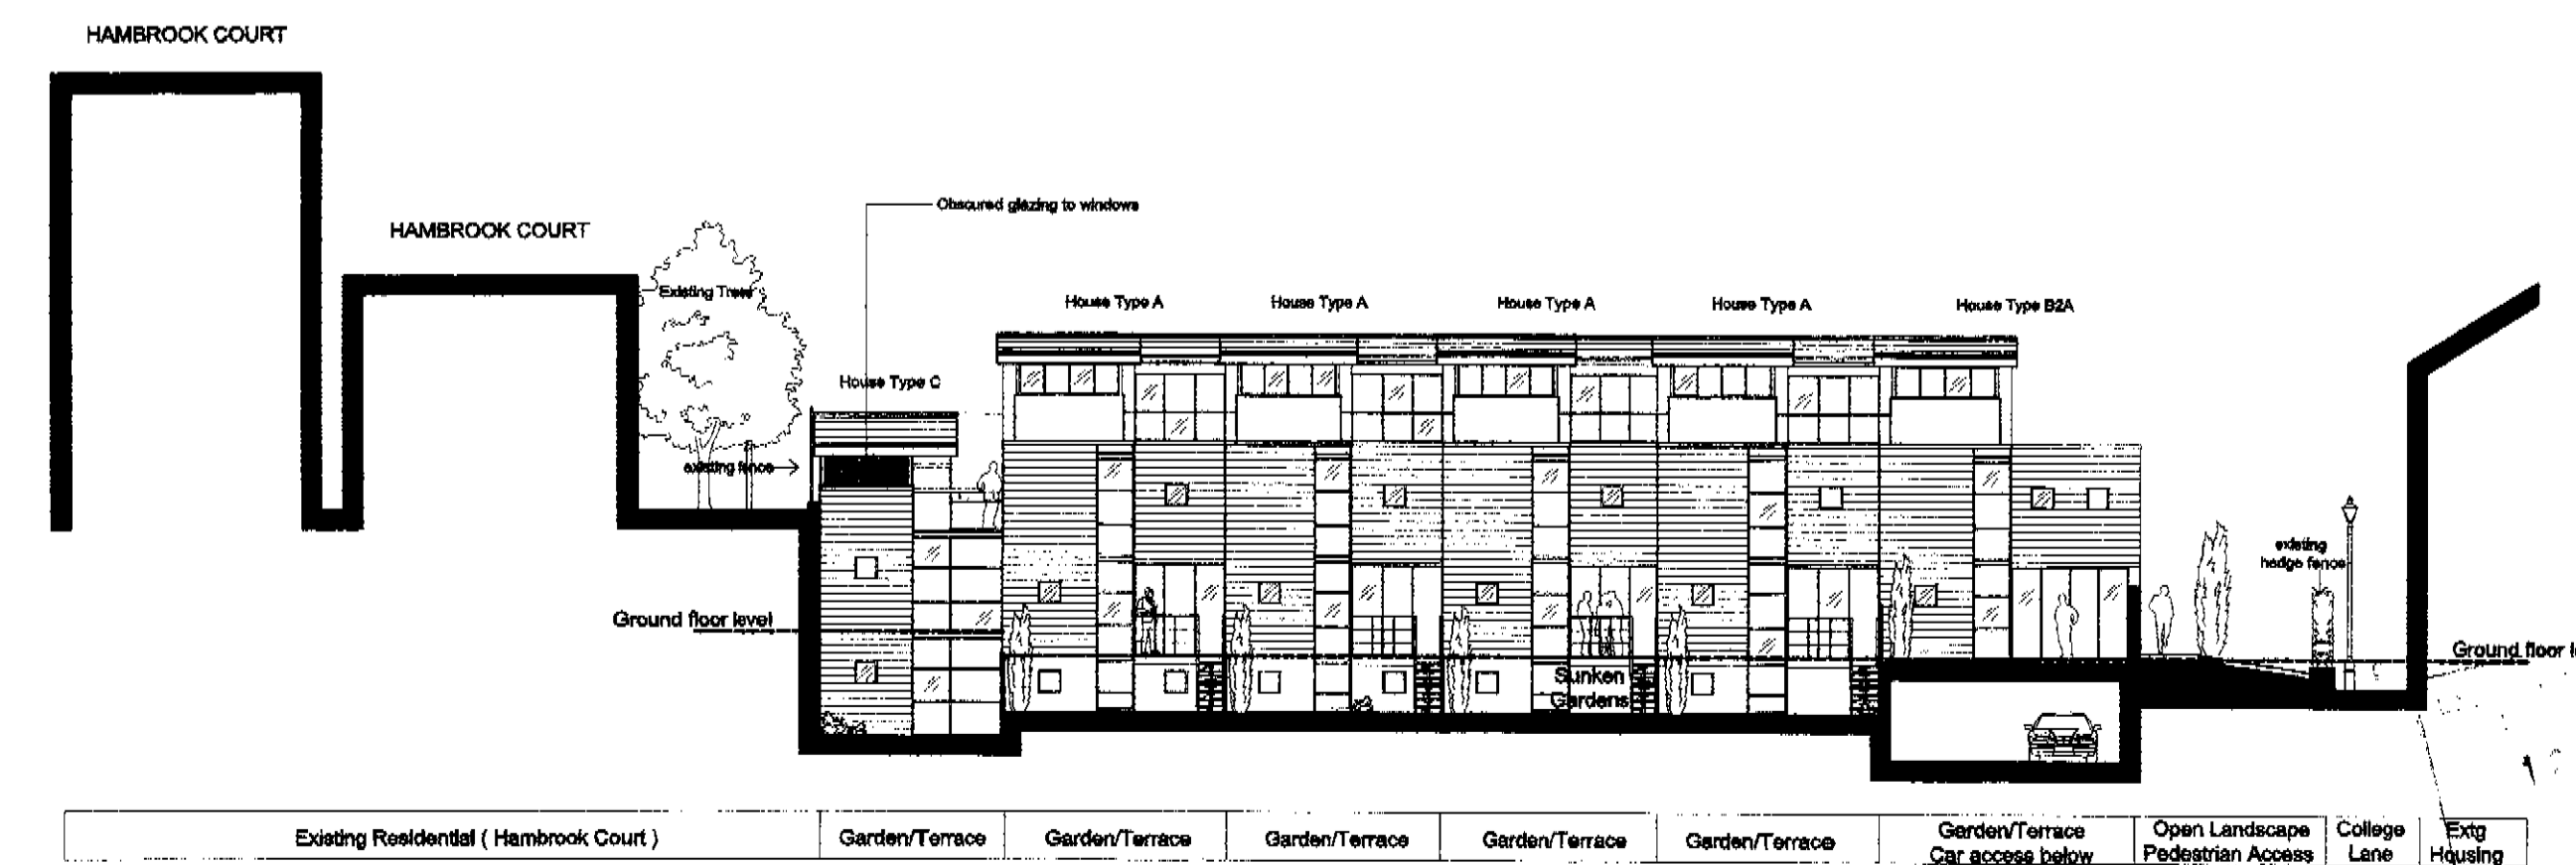 HAMBROOK COURT
HAMBROOK COURT
Obscured glazing to windows
Existing Trees
House Type A
House Type A
House Type A
House Type A
House Type B2A
House Type C
existing fence
existing
hedge fence
Ground floor level
Ground floor l
Sunken
Gardens
Existing Residential ( Hambrook Court )
Garden/Terrace
Garden/Terrace
Garden/Terrace
Garden/Terrace
Garden/Terrace
Garden/Terrace
Car access below
Open Landscape
Pedestrian Access
College
Lane
Extg
Housing